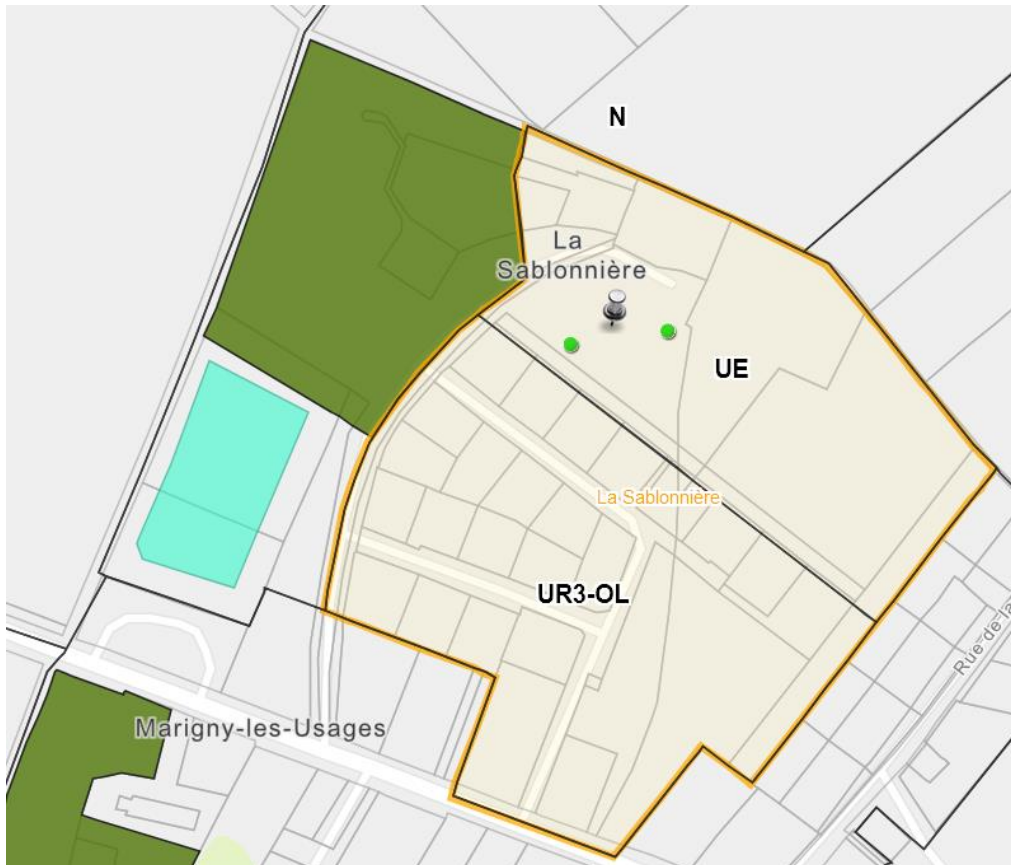 N
La
Sablonnière
UE
La Sablonnière
UR3-OL
Rue de la
Marigny-les-Usages